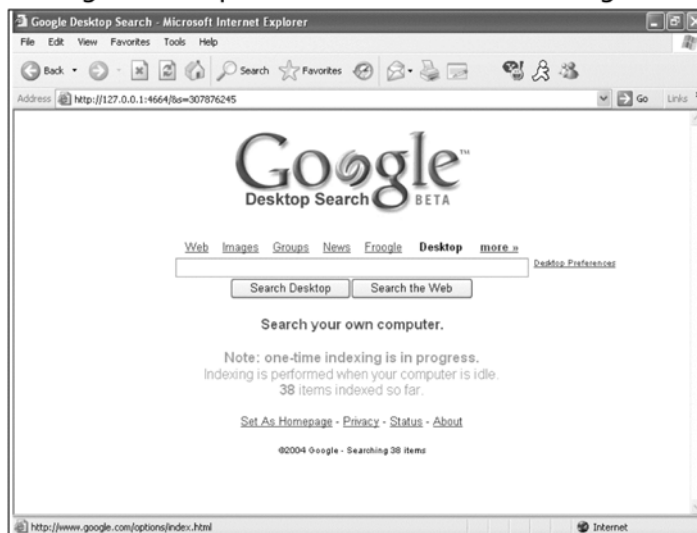 Google Desktop Search - Microsoft Internet Explorer
File Edit View Favorites Tools Help
Back Search Favorites
Address http://127.0.0.1:4664/&s=307876245 Go Links
Google™
Desktop Search BETA
Web Images Groups News Froogle Desktop more »
Desktop Preferences
Search Desktop Search the Web
Search your own computer.
Note: one-time indexing is in progress.
Indexing is performed when your computer is idle.
38 items indexed so far.
Set As Homepage - Privacy - Status - About
©2004 Google - Searching 38 items
http://www.google.com/options/index.html Internet